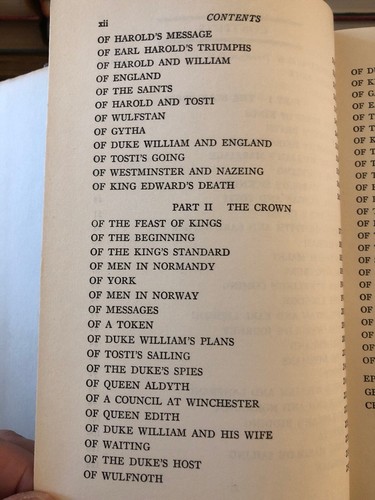 xii CONTENTS
OF HAROLD'S MESSAGE
OF EARL HAROLD'S TRIUMPHS
OF HAROLD AND WILLIAM
OF ENGLAND
OF THE SAINTS
OF HAROLD AND TOSTI
OF WULFSTAN
OF GYTHA
OF DUKE WILLIAM AND ENGLAND
OF TOSTI'S GOING
OF WESTMINSTER AND NAZEING
OF KING EDWARD'S DEATH
PART II THE CROWN
OF THE FEAST OF KINGS
OF THE BEGINNING
OF THE KING'S STANDARD
OF MEN IN NORMANDY
OF YORK
OF MEN IN NORWAY
OF MESSAGES
OF A TOKEN
OF DUKE WILLIAM'S PLANS
OF TOSTI'S SAILING
OF THE DUKE'S SPIES
OF QUEEN ALDYTH
OF A COUNCIL AT WINCHESTER
OF QUEEN EDITH
OF DUKE WILLIAM AND HIS WIFE
OF WAITING
OF THE DUKE'S HOST
OF WULFNOTH